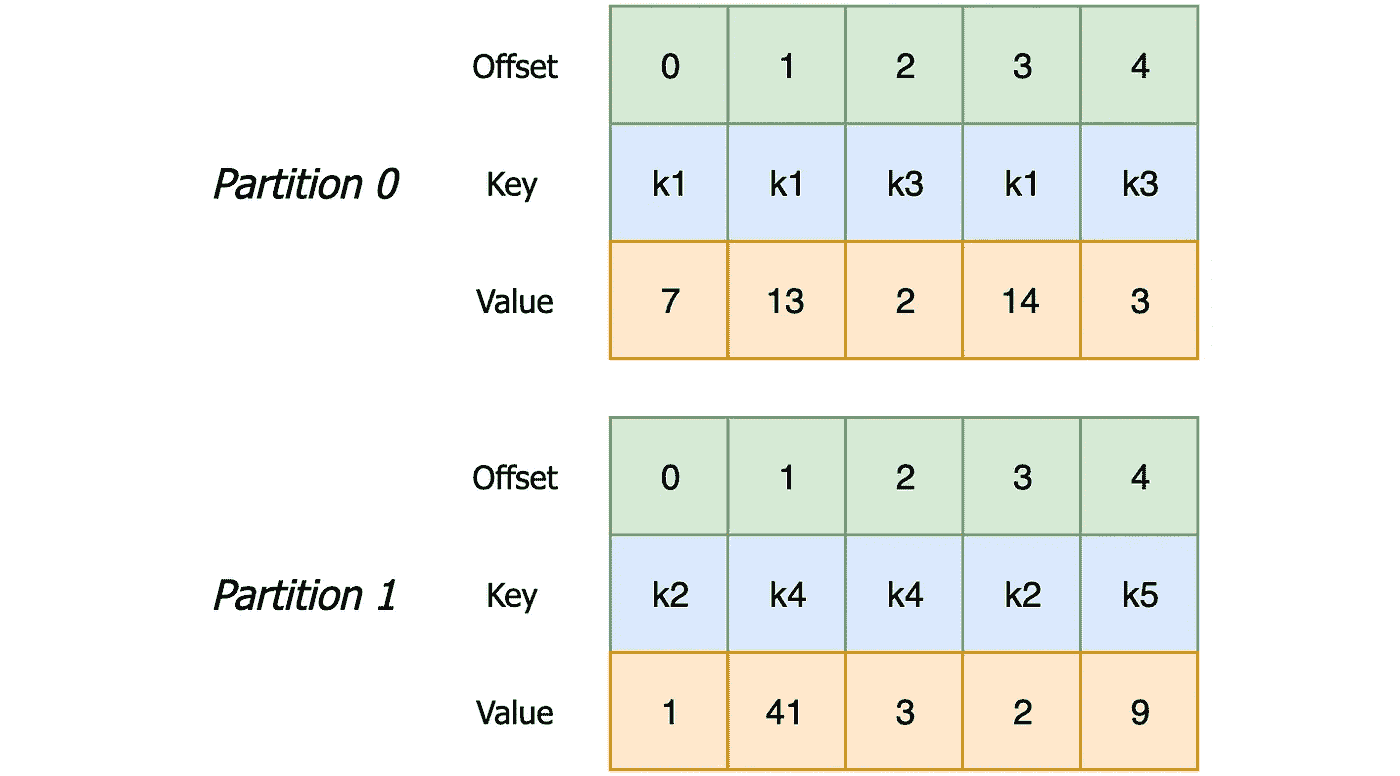 Offset 0 1 2 3 4
Partition 0 Key k1 k1 k3 k1 k3
Value 7 13 2 14 3
Offset 0 1 2 3 4
Partition 1 Key k2 k4 k4 k2 k5
Value 1 41 3 2 9